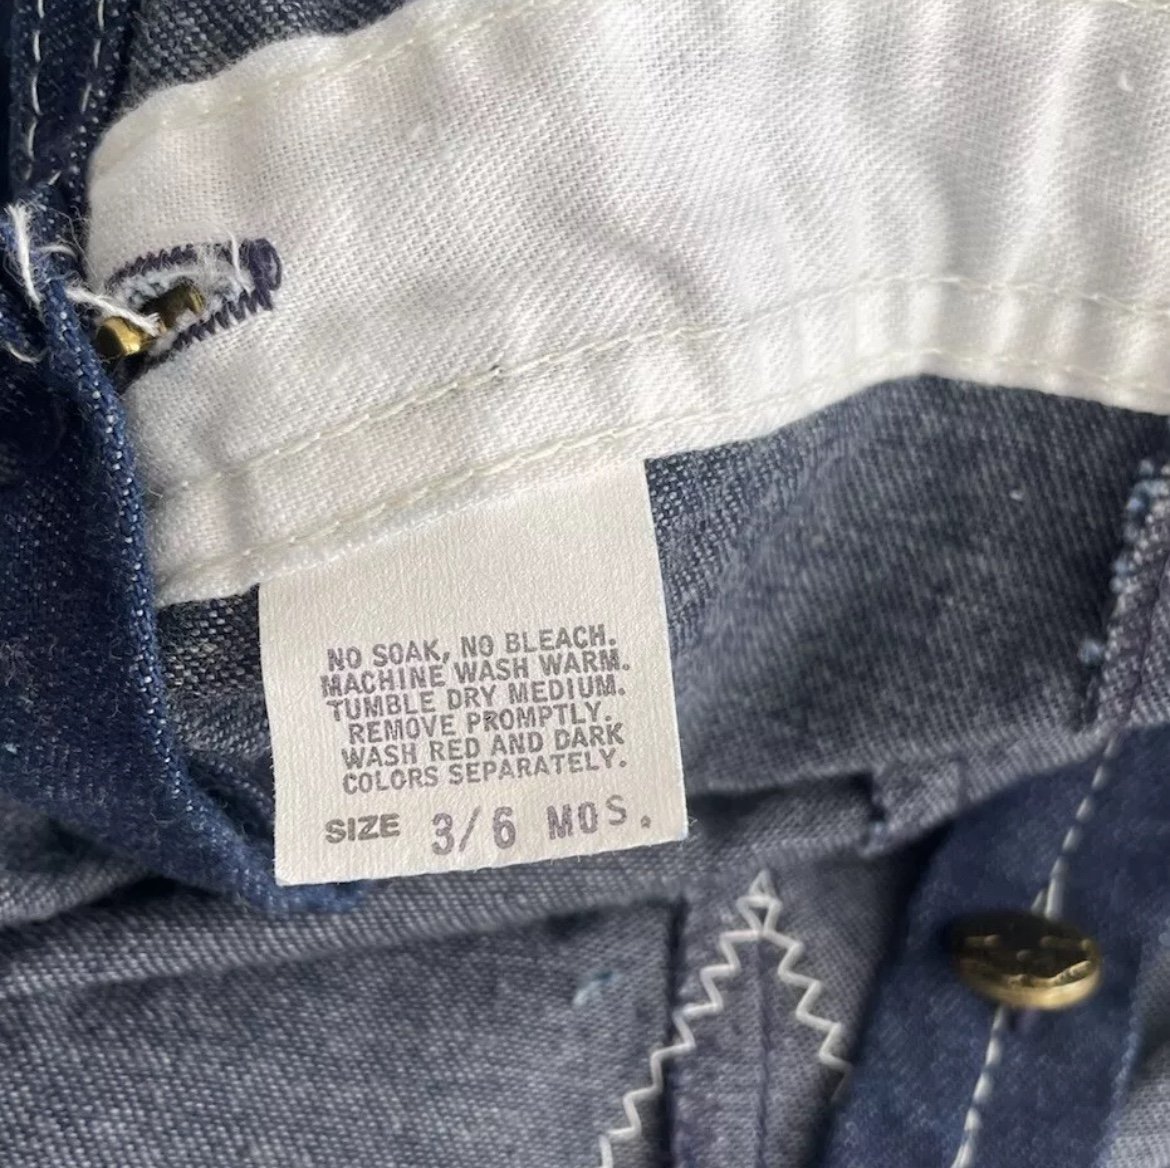 NO SOAK, NO BLEACH.
MACHINE WASH WARM.
TUMBLE DRY MEDIUM.
REMOVE PROMPTLY.
WASH RED AND DARK
COLORS SEPARATELY.
SIZE 3/6 MOS.